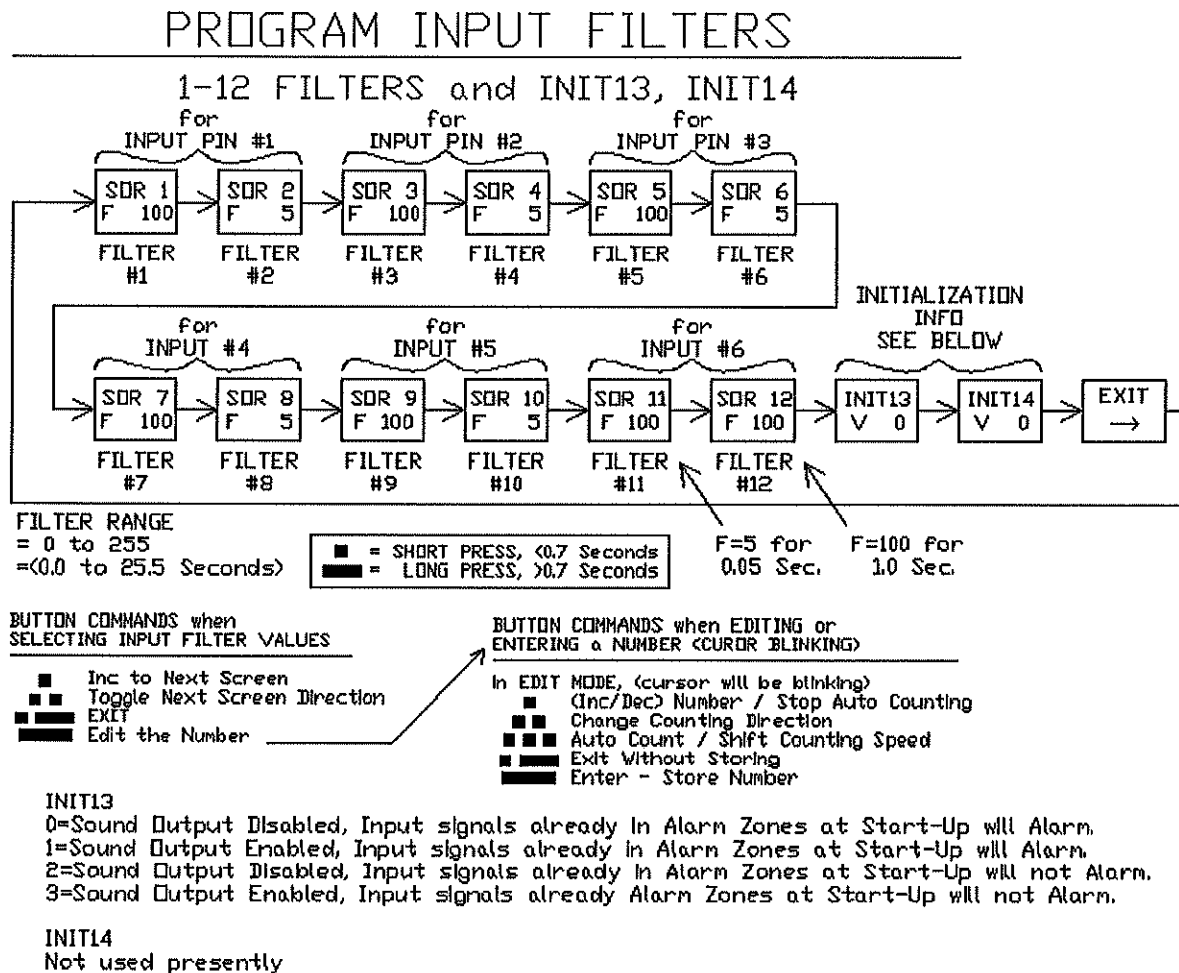 PROGRAM INPUT FILTERS
1-12 FILTERS and INIT13, INIT14
for INPUT PIN #1
for INPUT PIN #2
for INPUT PIN #3
SOR 1
F 100
SOR 2
F 5
SOR 3
F 100
SOR 4
F 5
SOR 5
F 100
SOR 6
F 5
FILTER #1
FILTER #2
FILTER #3
FILTER #4
FILTER #5
FILTER #6
INITIALIZATION
INFO
SEE BELOW
for INPUT #4
for INPUT #5
for INPUT #6
SOR 7
F 100
SOR 8
F 5
SOR 9
F 100
SOR 10
F 5
SOR 11
F 100
SOR 12
F 100
INIT13
V 0
INIT14
V 0
EXIT
→
FILTER #7
FILTER #8
FILTER #9
FILTER #10
FILTER #11
FILTER #12
FILTER RANGE
= 0 to 255
=(0.0 to 25.5 Seconds)
■ = SHORT PRESS, <0.7 Seconds
▬ = LONG PRESS, >0.7 Seconds
F=5 for
0.05 Sec.
F=100 for
1.0 Sec.
BUTTON COMMANDS when
SELECTING INPUT FILTER VALUES
Inc to Next Screen
Toggle Next Screen Direction
EXIT
Edit the Number
BUTTON COMMANDS when EDITING or
ENTERING a NUMBER (CUROR BLINKING)
In EDIT MODE, (cursor will be blinking)
(Inc/Dec) Number / Stop Auto Counting
Change Counting Direction
Auto Count / Shift Counting Speed
Exit Without Storing
Enter - Store Number
INIT13
0=Sound Output Disabled, Input signals already in Alarm Zones at Start-Up will Alarm.
1=Sound Output Enabled, Input signals already in Alarm Zones at Start-Up will Alarm.
2=Sound Output Disabled, Input signals already in Alarm Zones at Start-Up will not Alarm.
3=Sound Output Enabled, Input signals already Alarm Zones at Start-Up will not Alarm.
INIT14
Not used presently